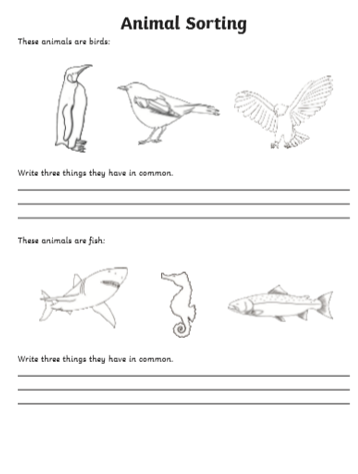 Animal Sorting
These animals are birds:
Write three things they have in common.
These animals are fish:
Write three things they have in common.